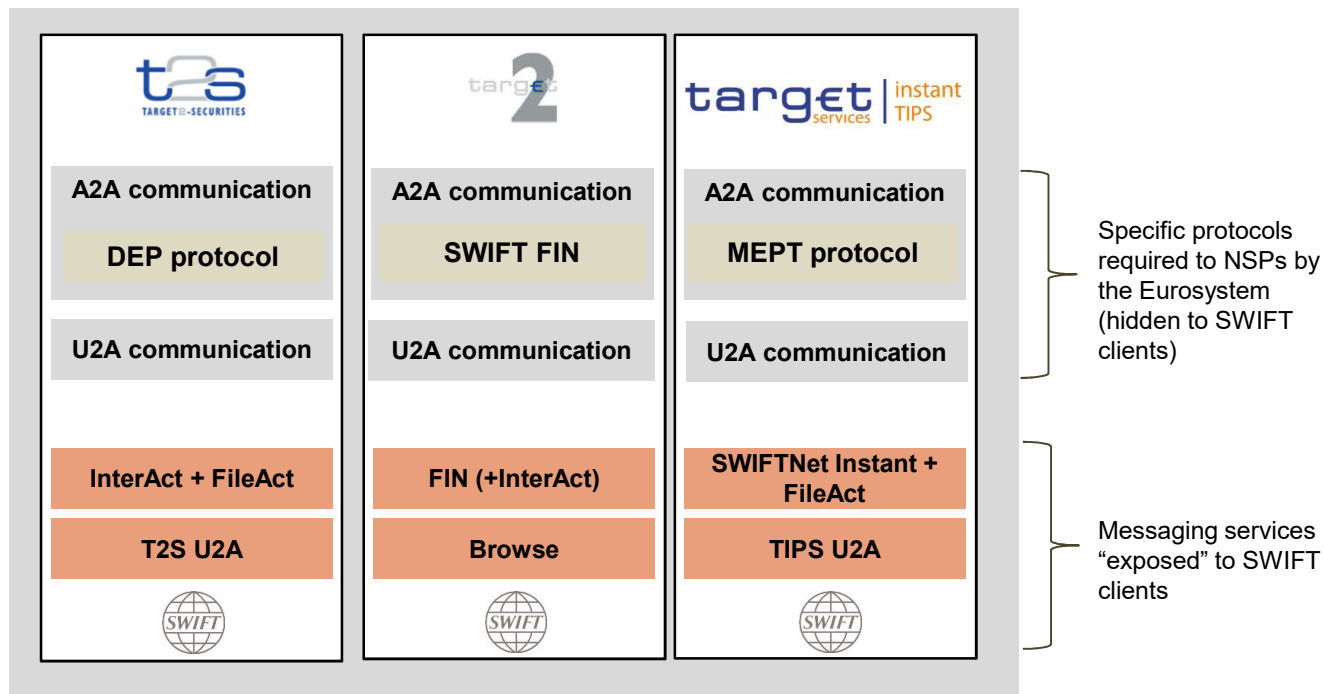 t2s
TARGET2-SECURITIES
A2A communication
DEP protocol
U2A communication
InterAct + FileAct
T2S U2A
SWIFT
target
2
A2A communication
SWIFT FIN
U2A communication
FIN (+InterAct)
Browse
SWIFT
target
services
instant
TIPS
A2A communication
MEPT protocol
U2A communication
SWIFTNet Instant +
FileAct
TIPS U2A
SWIFT
Specific protocols
required to NSPs by
the Eurosystem
(hidden to SWIFT
clients)
Messaging services
“exposed” to SWIFT
clients